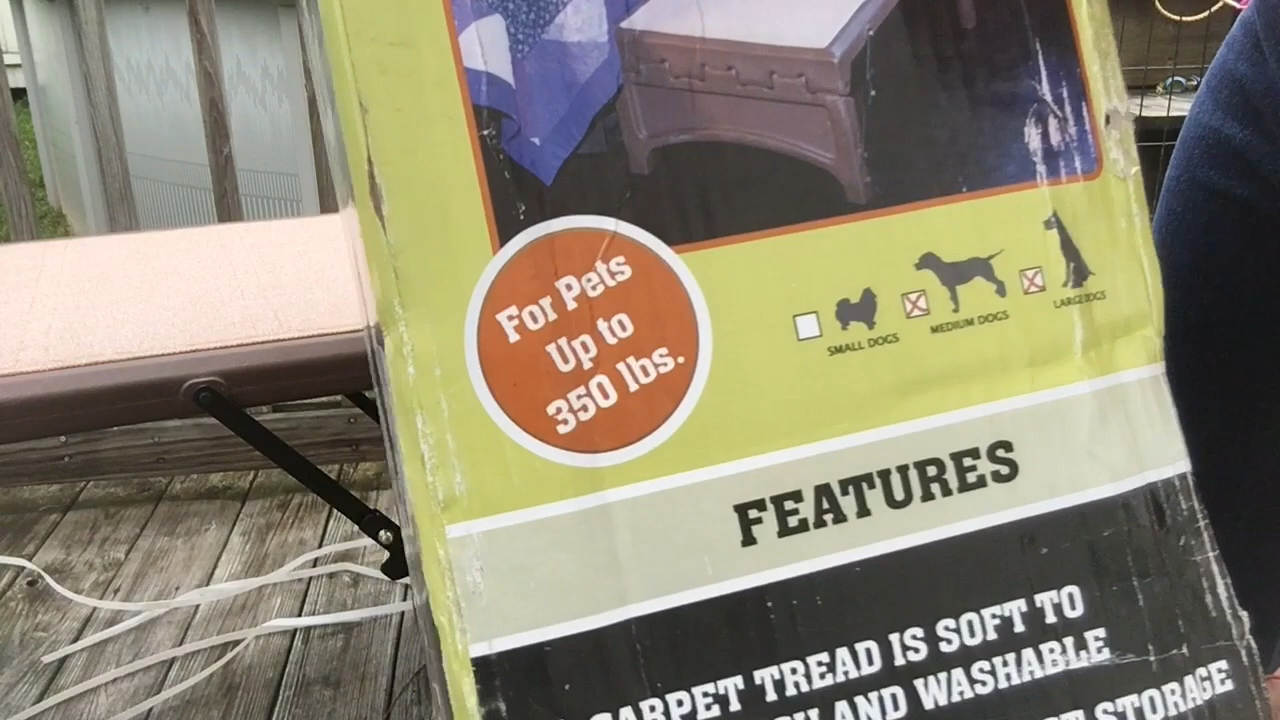 For Pets
Up to
350 lbs.
SMALL DOGS
MEDIUM DOGS
LARGE DOGS
FEATURES
CARPET TREAD IS SOFT TO
AND WASHABLE
STORAGE